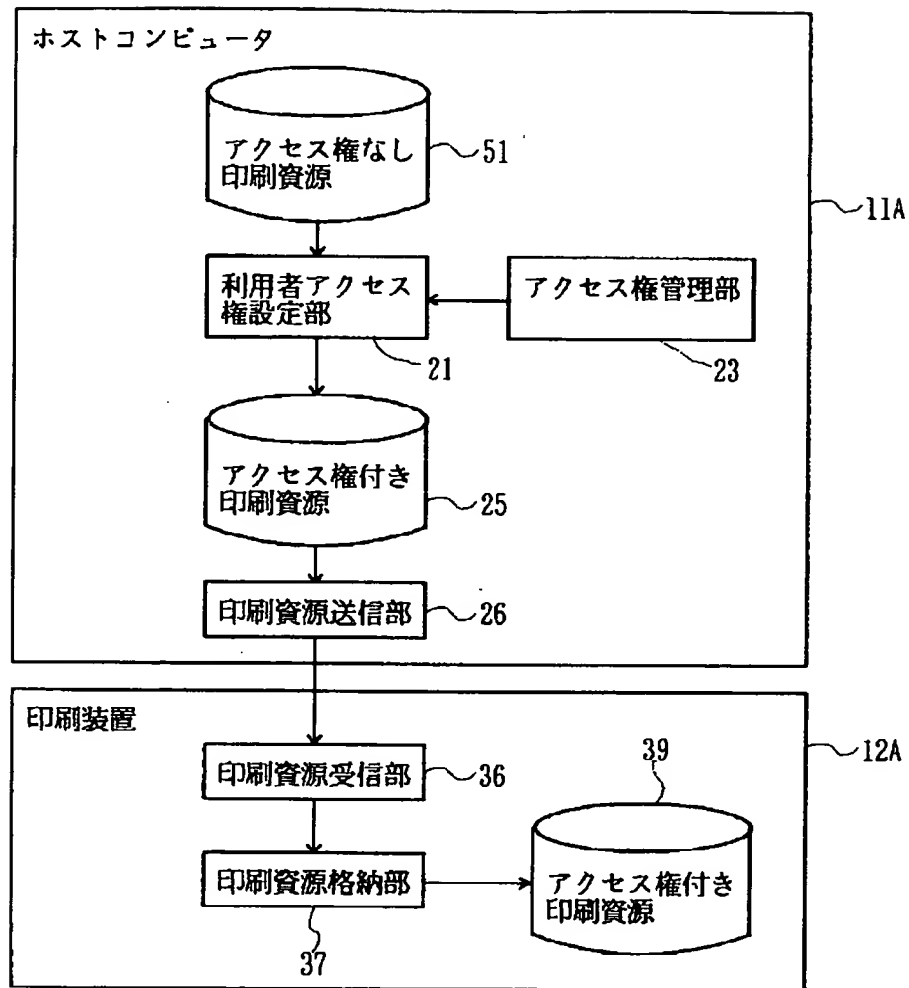 ホストコンピュータ
アクセス権なし
印刷資源
51
11A
利用者アクセス
権設定部
アクセス権管理部
21
23
アクセス権付き
印刷資源
25
印刷資源送信部
26
印刷装置
12A
印刷資源受信部
36
39
印刷資源格納部
アクセス権付き
印刷資源
37